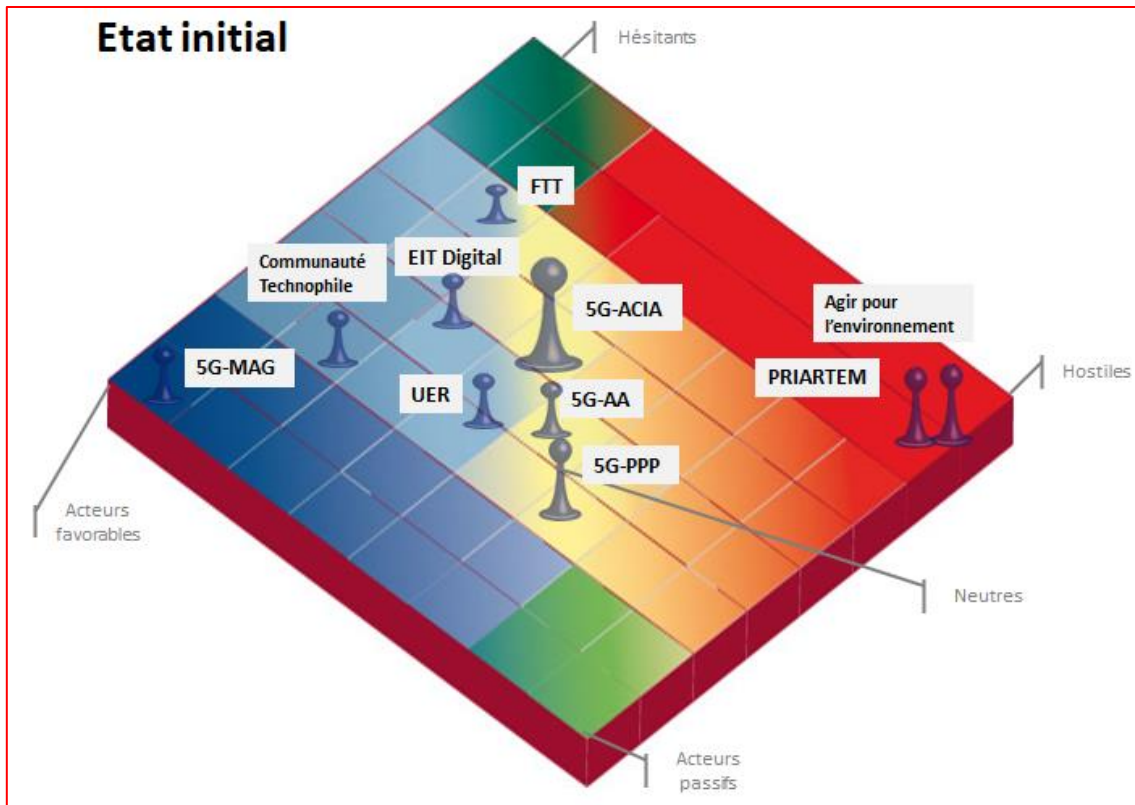 Etat initial
Hésitants
FTT
EIT Digital
Communauté
Technophile
5G-ACIA
Agir pour
l'environnement
5G-MAG
PRIARTEM
Hostiles
UER
5G-AA
5G-PPP
Acteurs
favorables
Neutres
Acteurs
passifs